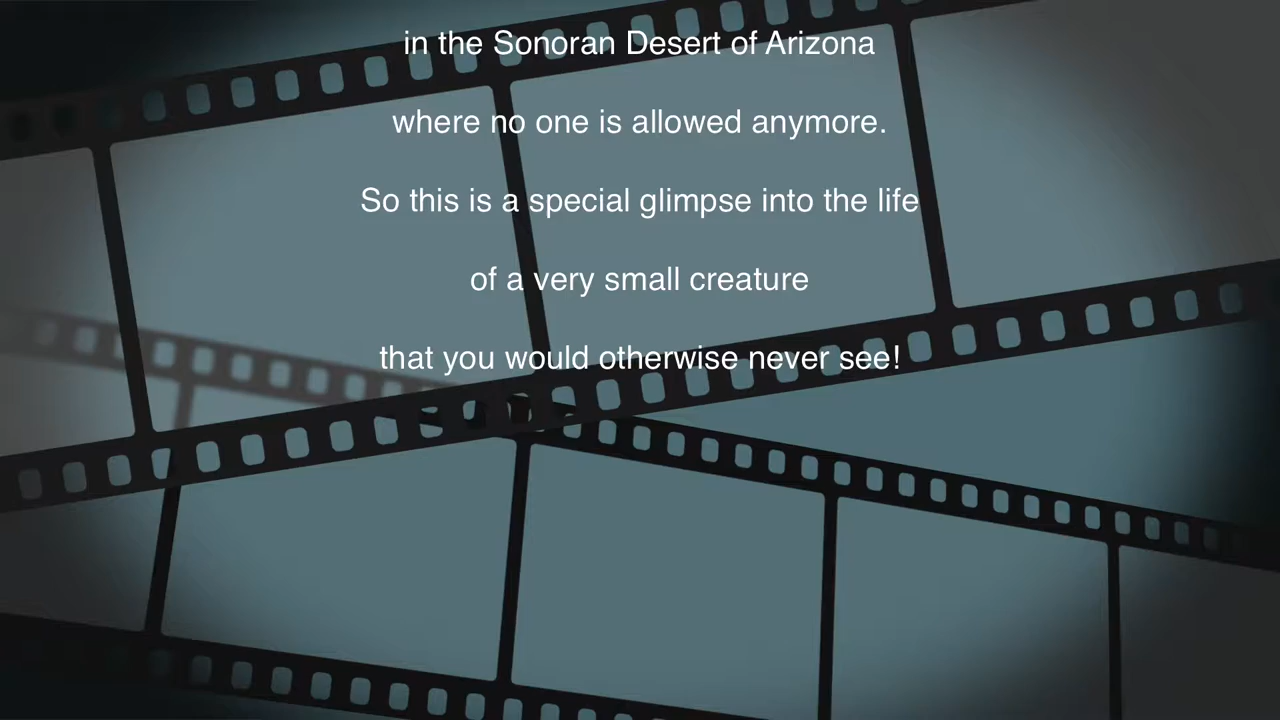 in the Sonoran Desert of Arizona
where no one is allowed anymore.
So this is a special glimpse into the life
of a very small creature
that you would otherwise never see!